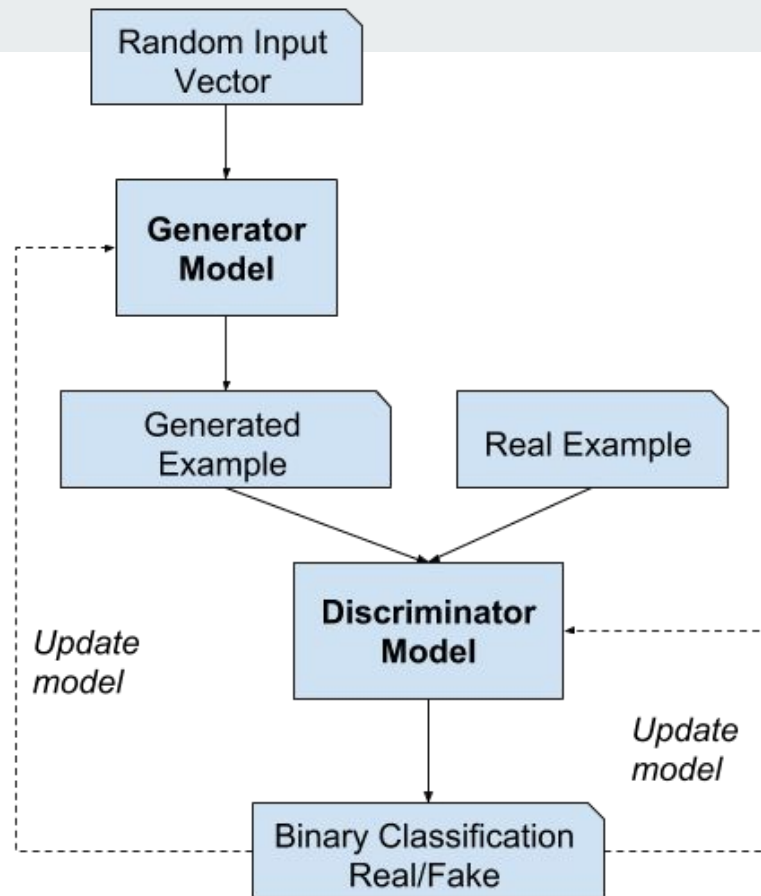 Random Input
Vector
Generator
Model
Generated
Example
Real Example
Discriminator
Model
Update
model
Update
model
Binary Classification
Real/Fake